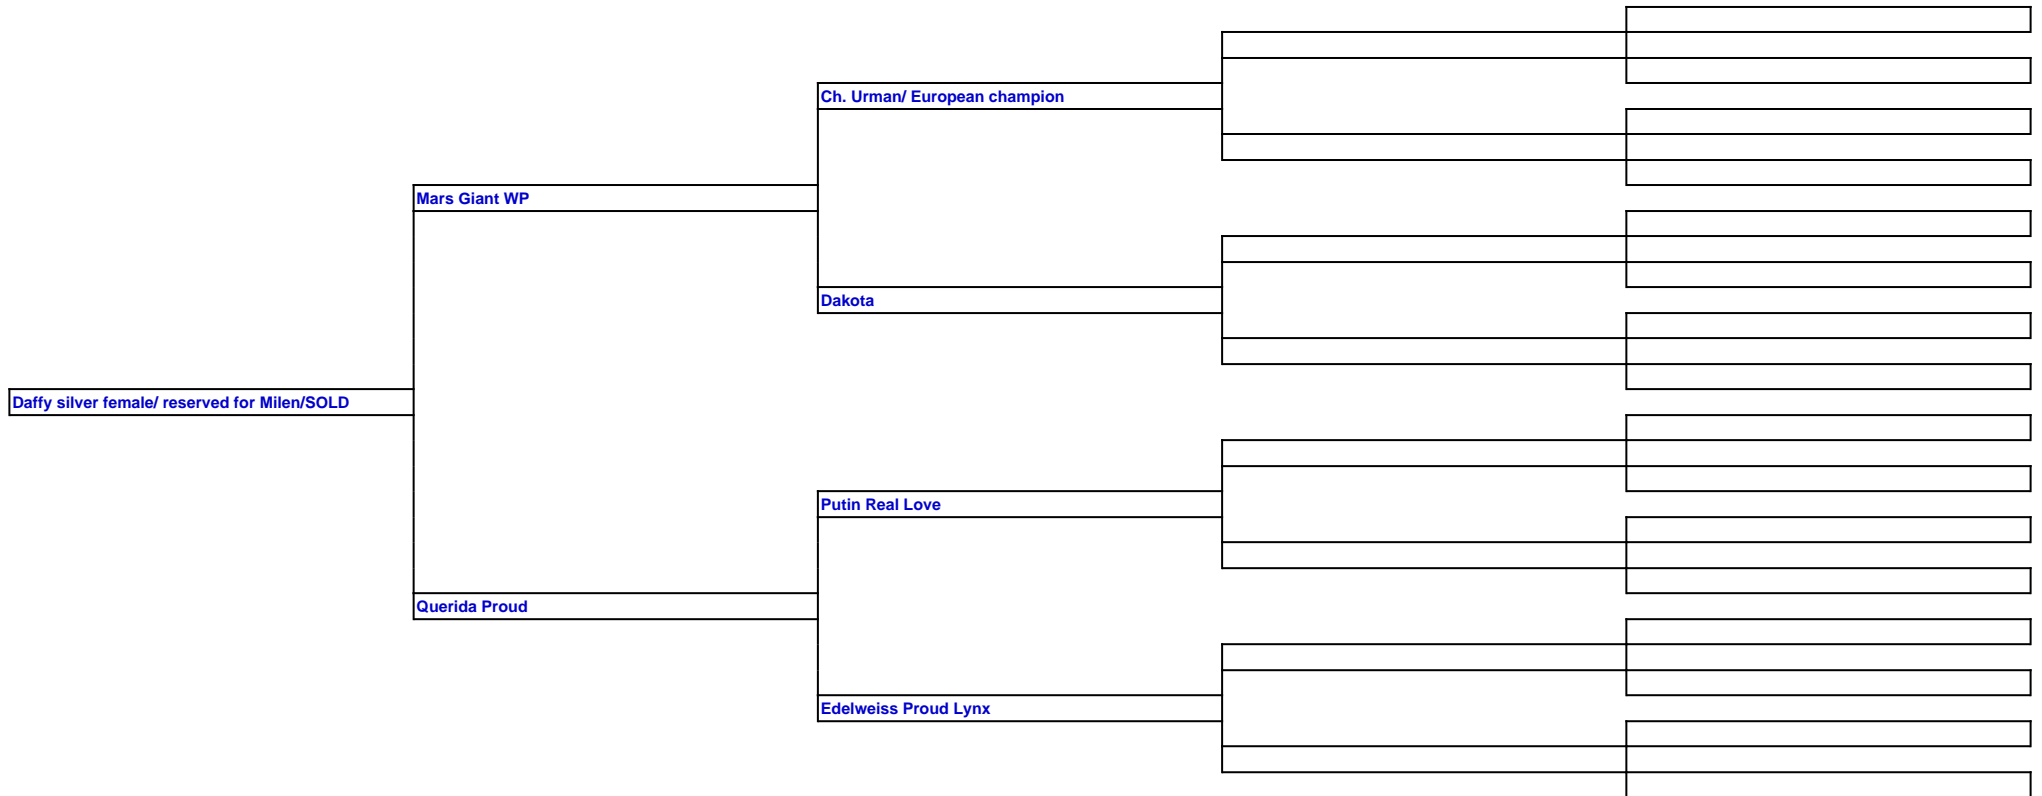 Ch. Urman/ European champion
Mars Giant WP
Dakota
Daffy silver female/ reserved for Milen/SOLD
Putin Real Love
Querida Proud
Edelweiss Proud Lynx